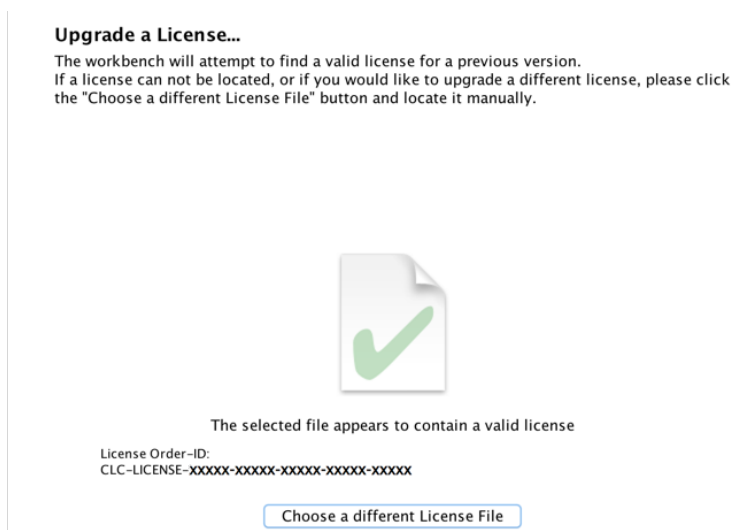 Upgrade a License...
The workbench will attempt to find a valid license for a previous version.
If a license can not be located, or if you would like to upgrade a different license, please click
the "Choose a different License File" button and locate it manually.
The selected file appears to contain a valid license
License Order-ID:
CLC-LICENSE-XXXXX-XXXXX-XXXXX-XXXXX-XXXXX
Choose a different License File